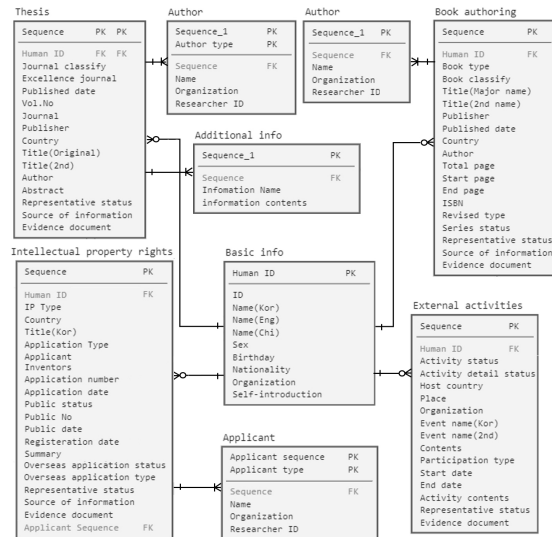 Thesis
Sequence PK PK
Human ID FK FK
Journal classify
Excellence journal
Published date
Vol.No
Journal
Publisher
Country
Title(Original)
Title(2nd)
Author
Abstract
Representative status
Source of information
Evidence document
Author
Sequence_1 PK
Author type PK
Sequence FK
Name
Organization
Researcher ID
Author
Sequence_1 PK
Sequence FK
Name
Organization
Researcher ID
Book authoring
Sequence PK
Human ID FK
Book type
Book classify
Title(Major name)
Title(2nd name)
Publisher
Published date
Country
Author
Total page
Start page
End page
ISBN
Revised type
Series status
Representative status
Source of information
Evidence document
Additional info
Sequence_1 PK
Sequence FK
Infomation Name
information contents
Intellectual property rights
Sequence PK
Human ID FK
IP Type
Country
Title(Kor)
Application Type
Applicant
Inventors
Application number
Application date
Public status
Public No
Public date
Registeration date
Summary
Overseas application status
Overseas application type
Representative status
Source of information
Evidence document
Applicant Sequence FK
Basic info
Human ID PK
ID
Name(Kor)
Name(Eng)
Name(Chi)
Sex
Birthday
Nationality
Organization
Self-introduction
External activities
Sequence PK
Human ID FK
Activity status
Activity detail status
Host country
Place
Organization
Event name(Kor)
Event name(2nd)
Contents
Participation type
Start date
End date
Activity contents
Representative status
Evidence document
Applicant
Applicant sequence PK
Applicant type PK
Sequence FK
Name
Organization
Researcher ID